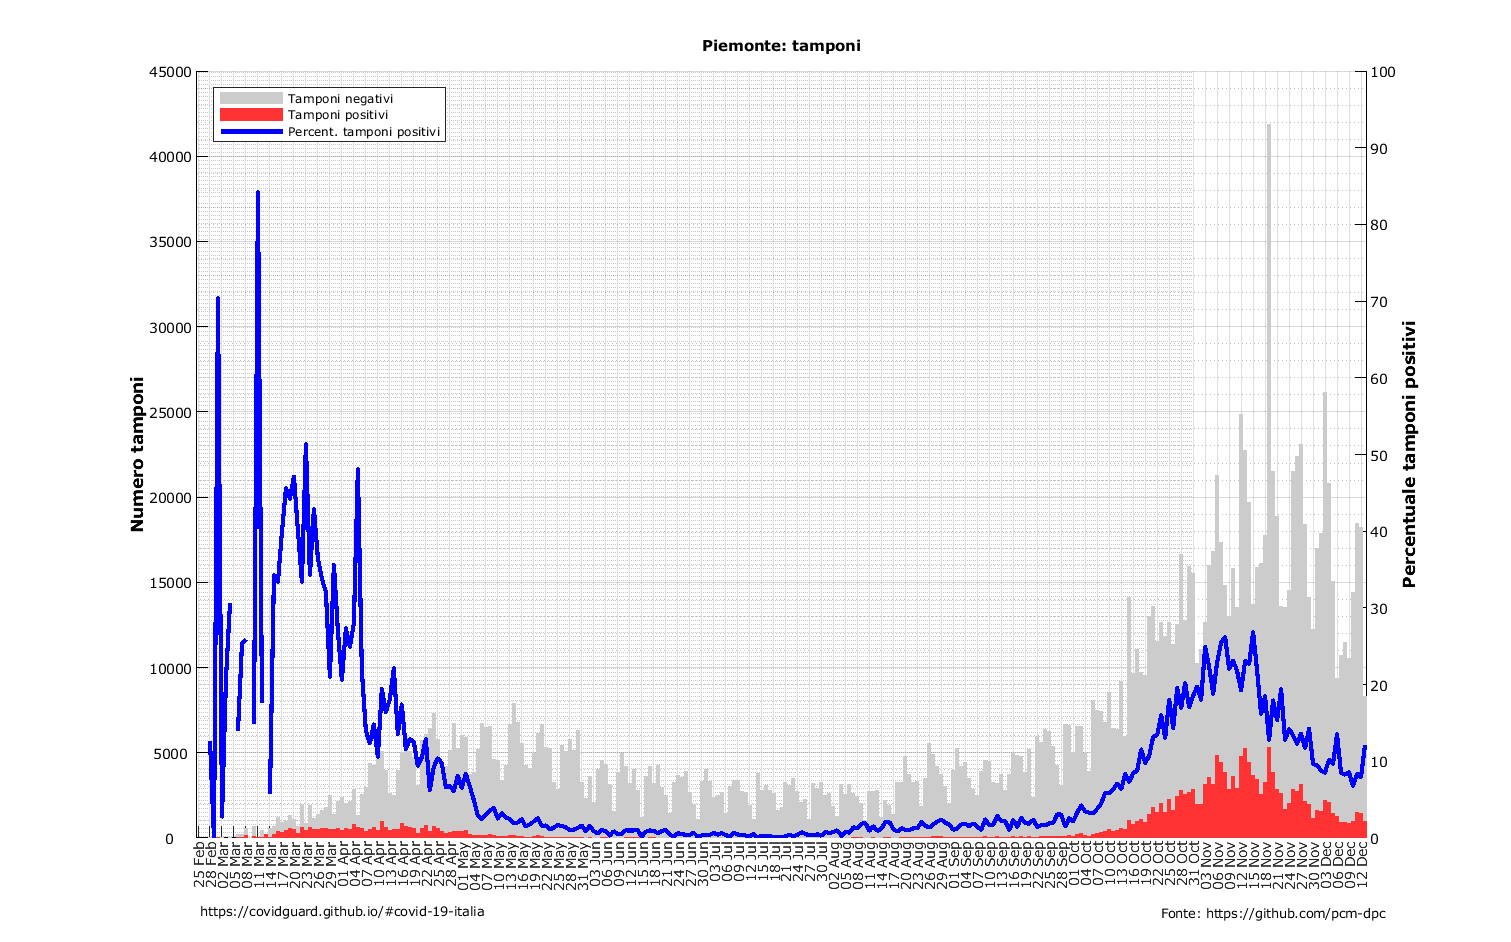 Piemonte: tamponi
Tamponi negativi
Tamponi positivi
Percent. tamponi positivi
Numero tamponi
45000
40000
35000
30000
25000
20000
15000
10000
5000
0
100
90
80
70
60
50
40
30
20
10
0
Percentuale tamponi positivi
25 Feb
28 Feb
02 Mar
05 Mar
08 Mar
11 Mar
14 Mar
17 Mar
20 Mar
23 Mar
26 Mar
29 Mar
01 Apr
04 Apr
07 Apr
10 Apr
13 Apr
16 Apr
19 Apr
22 Apr
25 Apr
28 Apr
01 May
04 May
07 May
10 May
13 May
16 May
19 May
22 May
25 May
28 May
31 May
03 Jun
06 Jun
09 Jun
12 Jun
15 Jun
18 Jun
21 Jun
24 Jun
27 Jun
30 Jun
03 Jul
06 Jul
09 Jul
12 Jul
15 Jul
18 Jul
21 Jul
24 Jul
27 Jul
30 Jul
02 Aug
05 Aug
08 Aug
11 Aug
14 Aug
17 Aug
20 Aug
23 Aug
26 Aug
29 Aug
01 Sep
04 Sep
07 Sep
10 Sep
13 Sep
16 Sep
19 Sep
22 Sep
25 Sep
28 Sep
01 Oct
04 Oct
07 Oct
10 Oct
13 Oct
16 Oct
19 Oct
22 Oct
25 Oct
28 Oct
31 Oct
03 Nov
06 Nov
09 Nov
12 Nov
15 Nov
18 Nov
21 Nov
24 Nov
27 Nov
30 Nov
03 Dec
06 Dec
09 Dec
12 Dec
https://covidguard.github.io/#covid-19-italia
Fonte: https://github.com/pcm-dpc